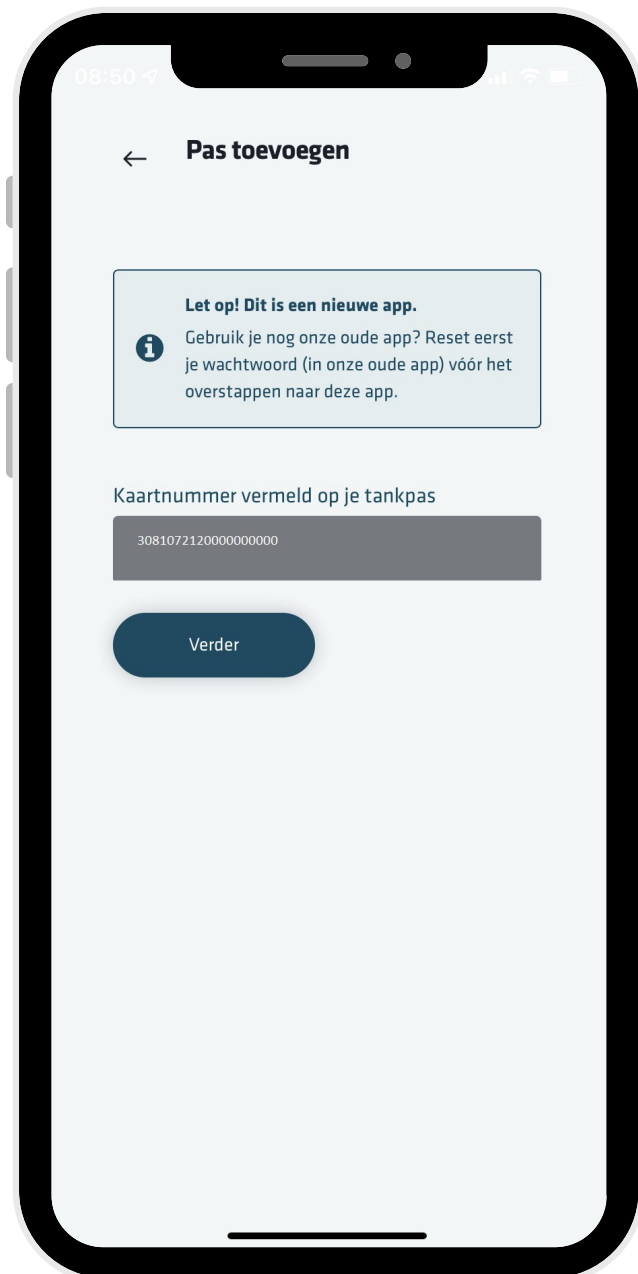 08:50
Pas toevoegen
Let op! Dit is een nieuwe app.
Gebruik je nog onze oude app? Reset eerst
je wachtwoord (in onze oude app) vóór het
overstappen naar deze app.
Kaartnummer vermeld op je tankpas
3081072120000000000
Verder